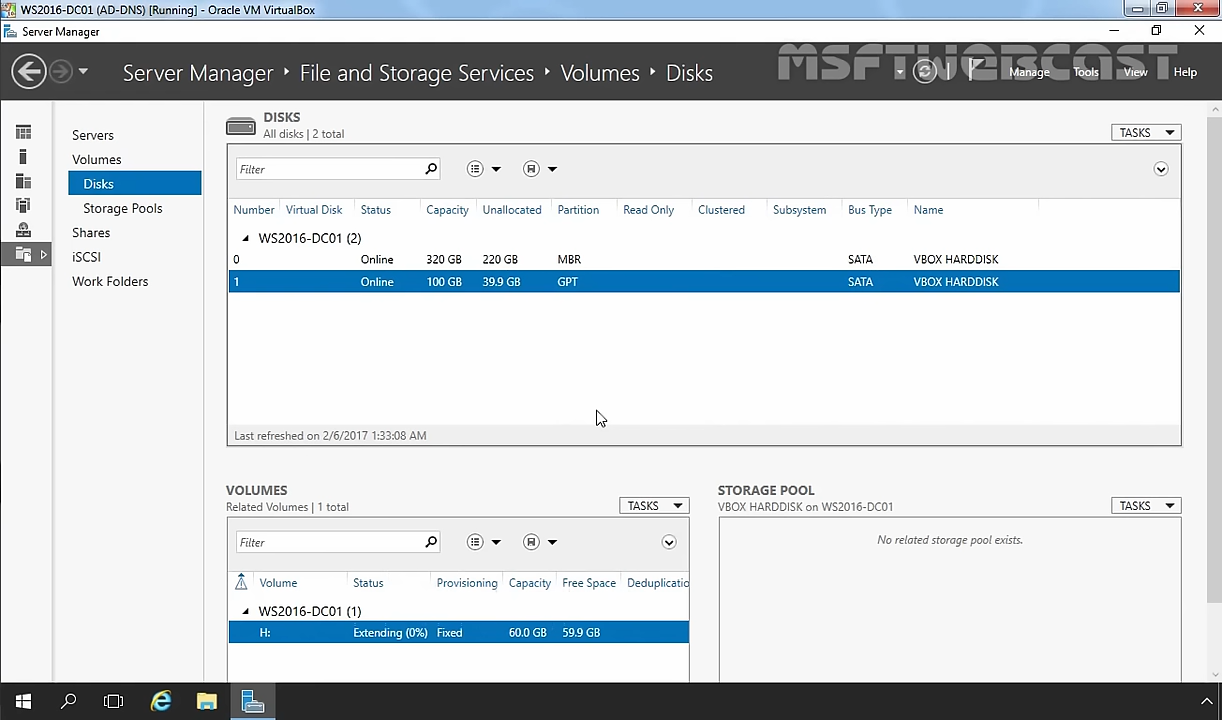 WS2016-DC01 (AD-DNS) [Running] - Oracle VM VirtualBox
Server Manager
Server Manager File and Storage Services Volumes Disks
MSFTWEBCAST
Manage Tools View Help
Servers
Volumes
Disks
Storage Pools
Shares
iSCSI
Work Folders
DISKS
All disks | 2 total
TASKS
Filter
Number Virtual Disk Status Capacity Unallocated Partition Read Only Clustered Subsystem Bus Type Name
WS2016-DC01 (2)
0 Online 320 GB 220 GB MBR SATA VBOX HARDDISK
1 Online 100 GB 39.9 GB GPT SATA VBOX HARDDISK
Last refreshed on 2/6/2017 1:33:08 AM
VOLUMES
Related Volumes | 1 total
TASKS
Filter
Volume Status Provisioning Capacity Free Space Deduplicatio
WS2016-DC01 (1)
H: Extending (0%) Fixed 60.0 GB 59.9 GB
STORAGE POOL
VBOX HARDDISK on WS2016-DC01
TASKS
No related storage pool exists.